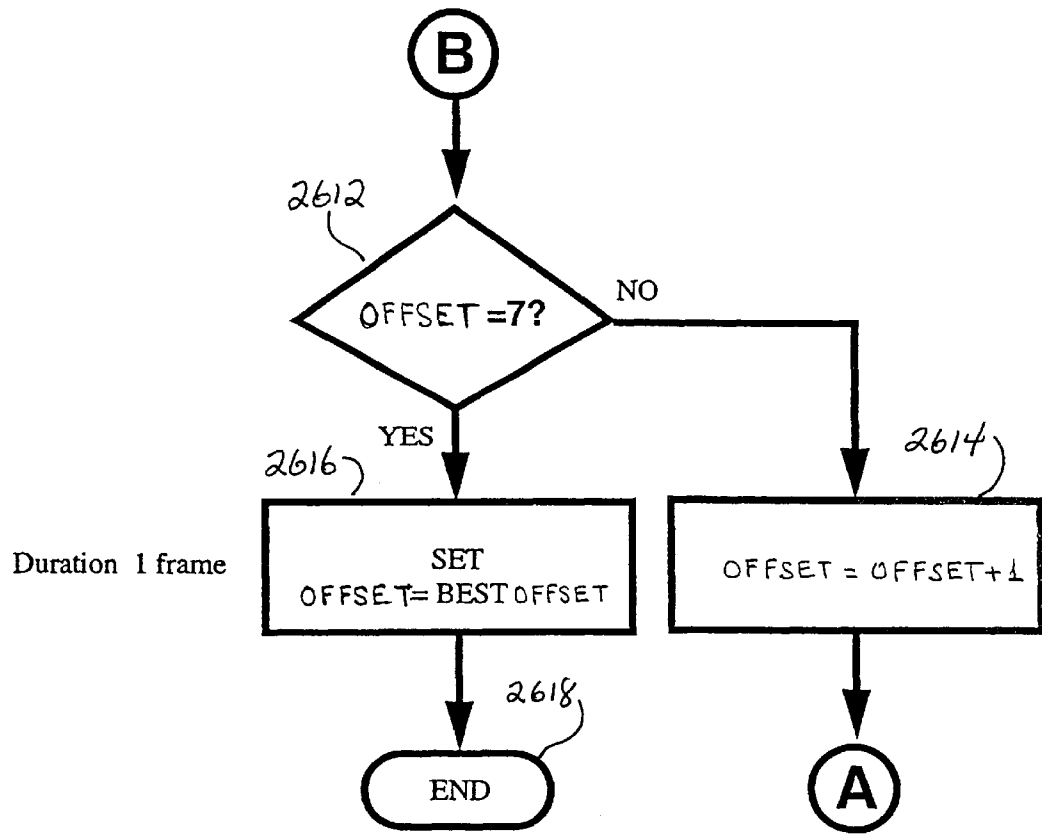 B
2612
OFFSET =7?
NO
YES
2616
2614
Duration 1 frame
SET
OFFSET= BEST OFFSET
OFFSET = OFFSET+1
2618
END
A